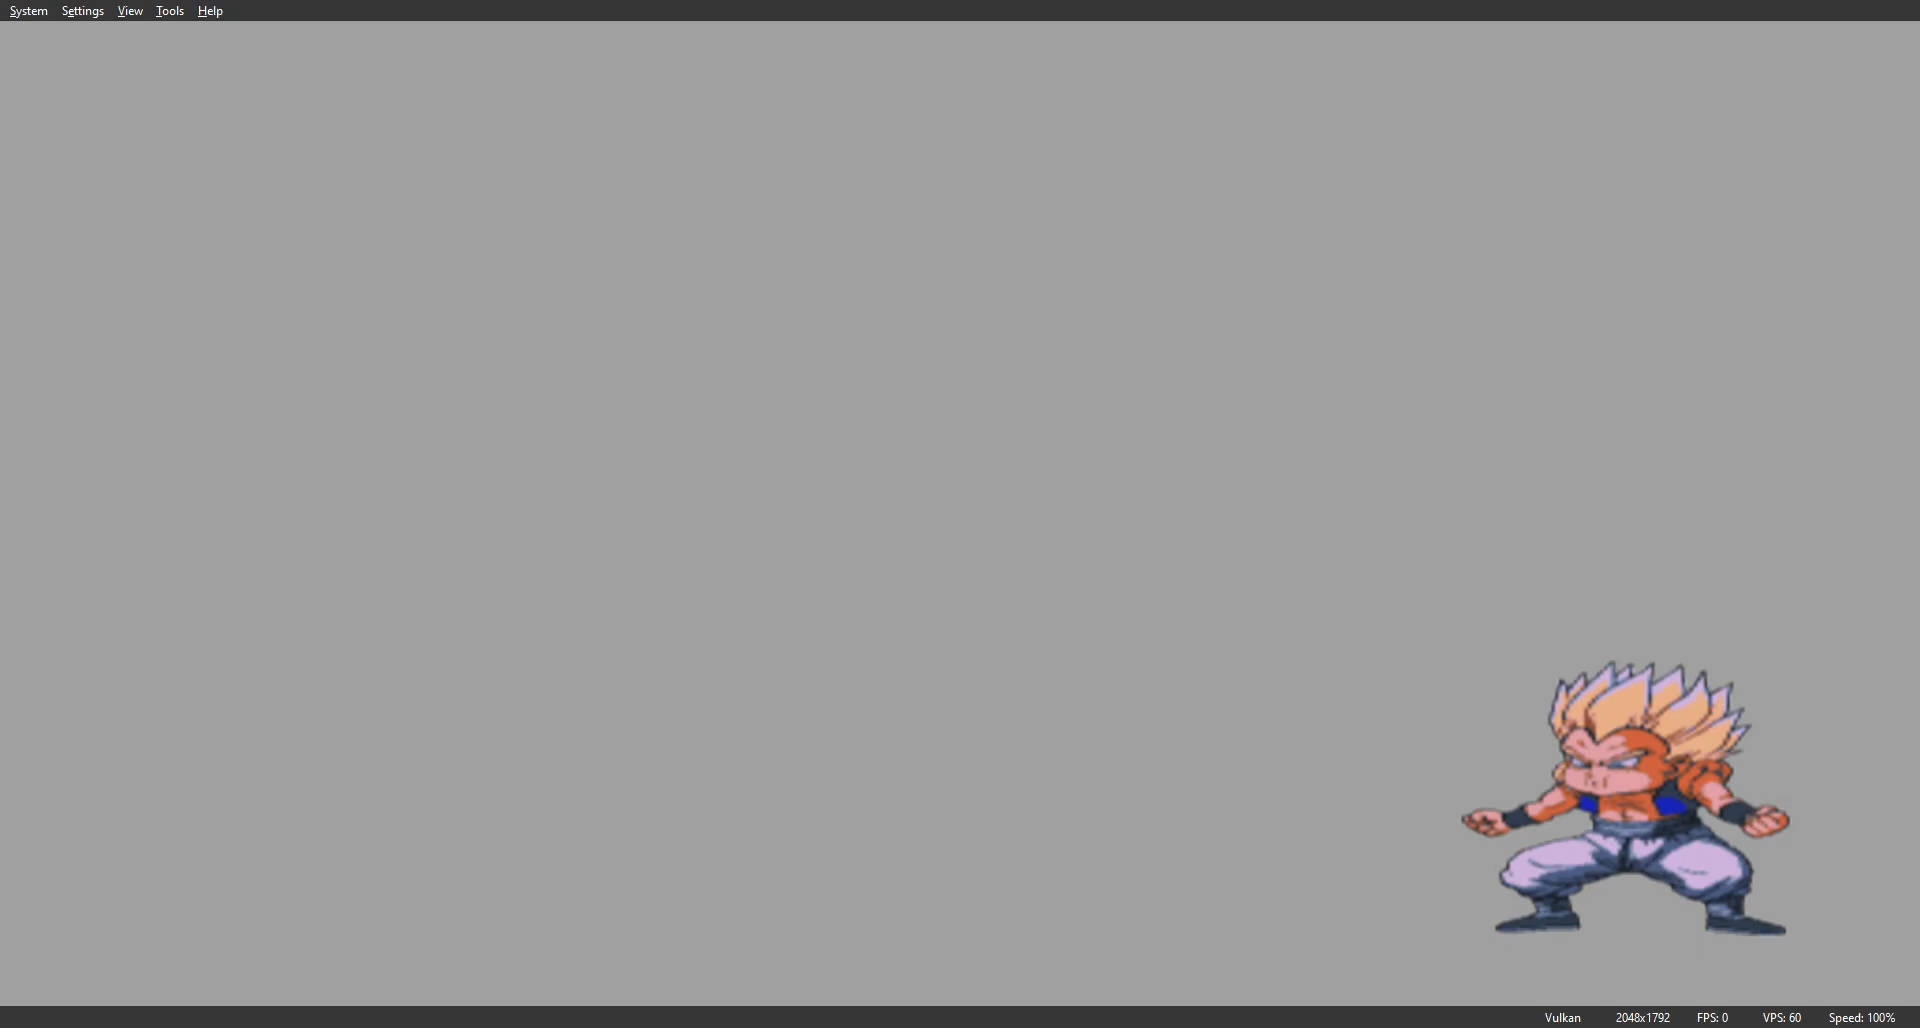 System Settings View Tools Help
Vulkan 2048x1792 FPS: 0 VPS: 60 Speed: 100%